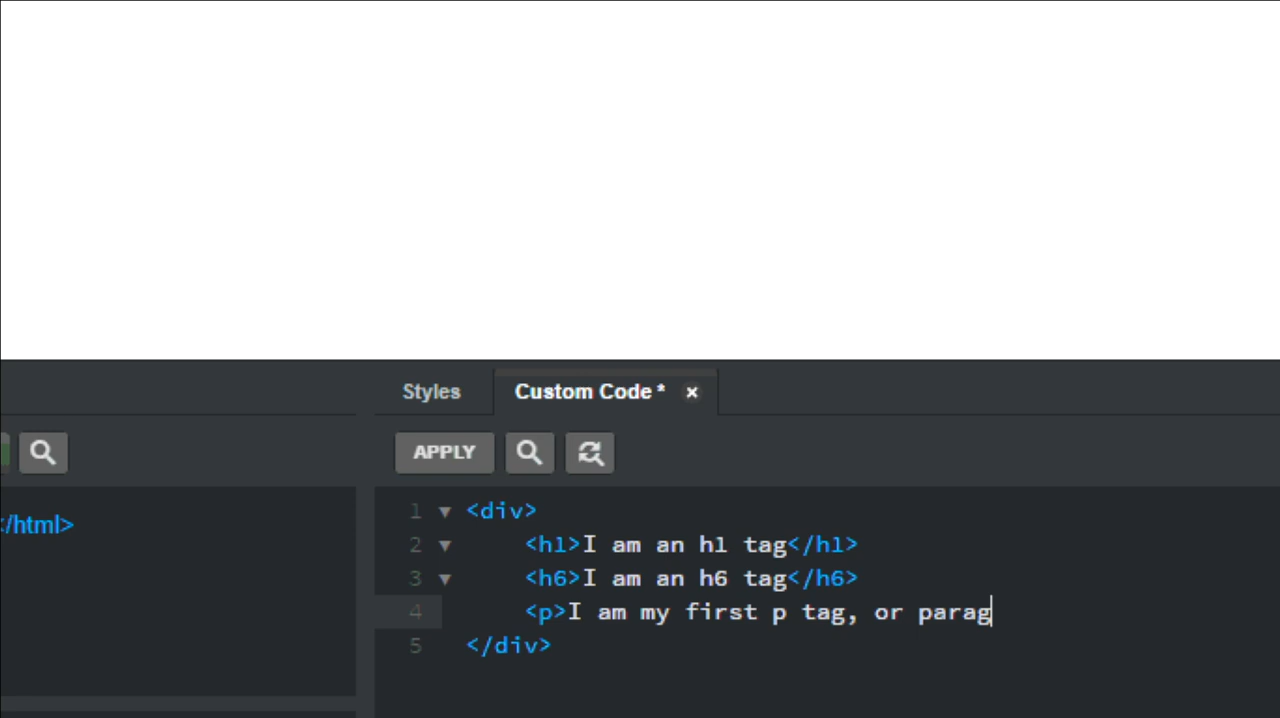 Styles
Custom Code *
APPLY
</html>
1 <div>
2 <h1>I am an h1 tag</h1>
3 <h6>I am an h6 tag</h6>
4 <p>I am my first p tag, or parag
5 </div>